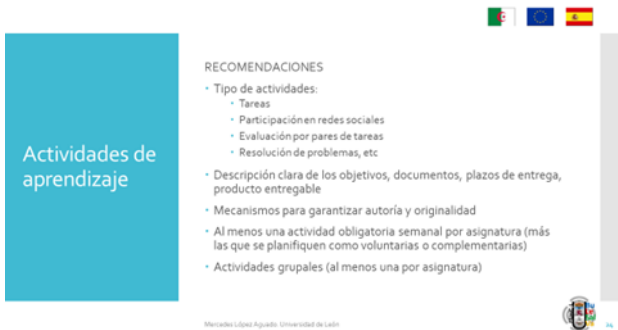 Actividades de
aprendizaje
RECOMENDACIONES
• Tipo de actividades:
• Tareas
• Participación en redes sociales
• Evaluación por pares de tareas
• Resolución de problemas, etc
• Descripción clara de los objetivos, documentos, plazos de entrega,
producto entregable
• Mecanismos para garantizar autoría y originalidad
• Al menos una actividad obligatoria semanal por asignatura (más
las que se planifiquen como voluntarias o complementarias)
• Actividades grupales (al menos una por asignatura)
Mercedes López Aguado. Universidad de León
24